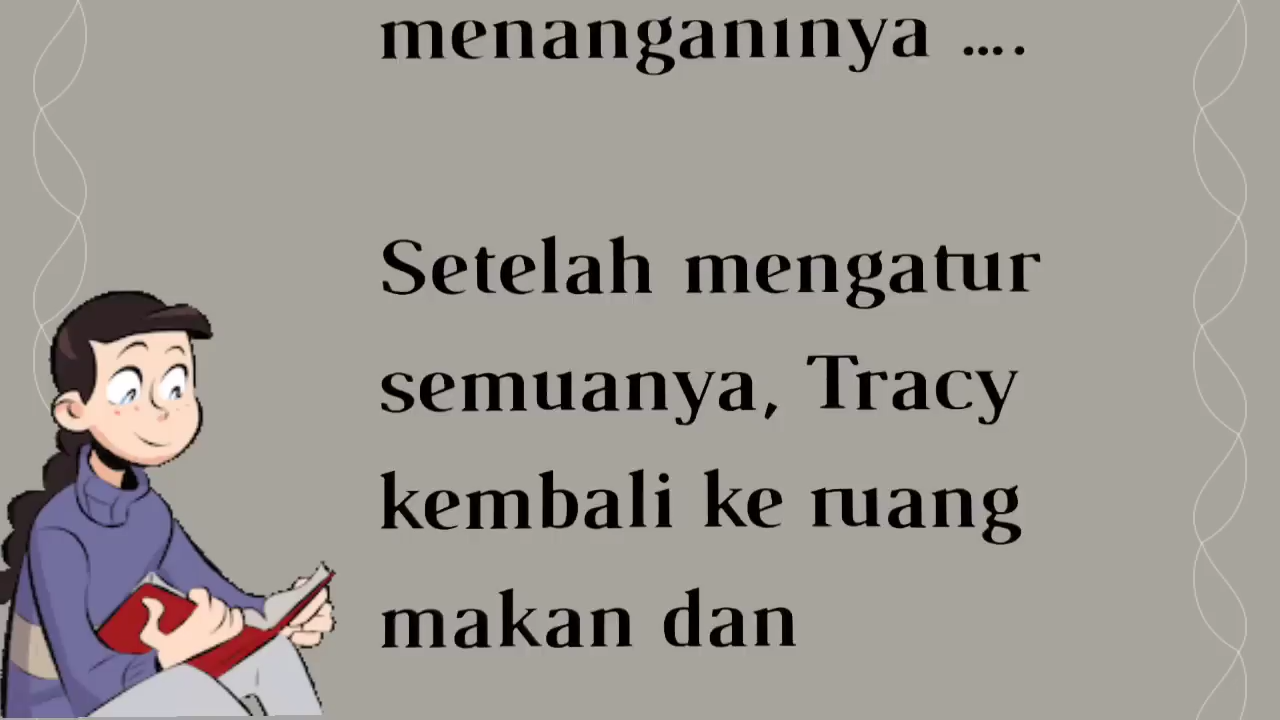 menanganinya ….
Setelah mengatur
semuanya, Tracy
kembali ke ruang
makan dan